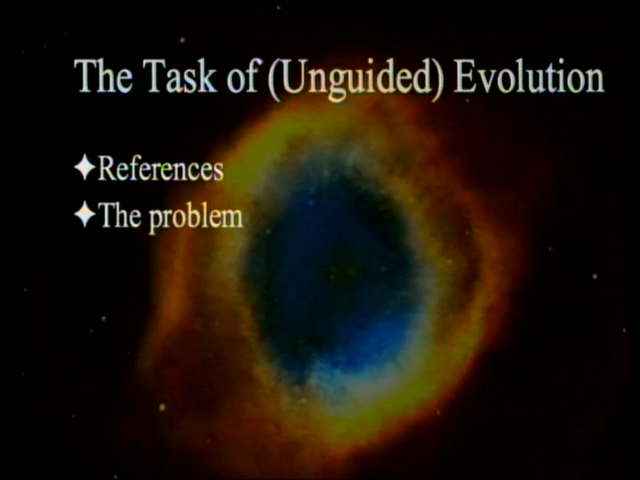 The Task of (Unguided) Evolution
✦References
✦The problem